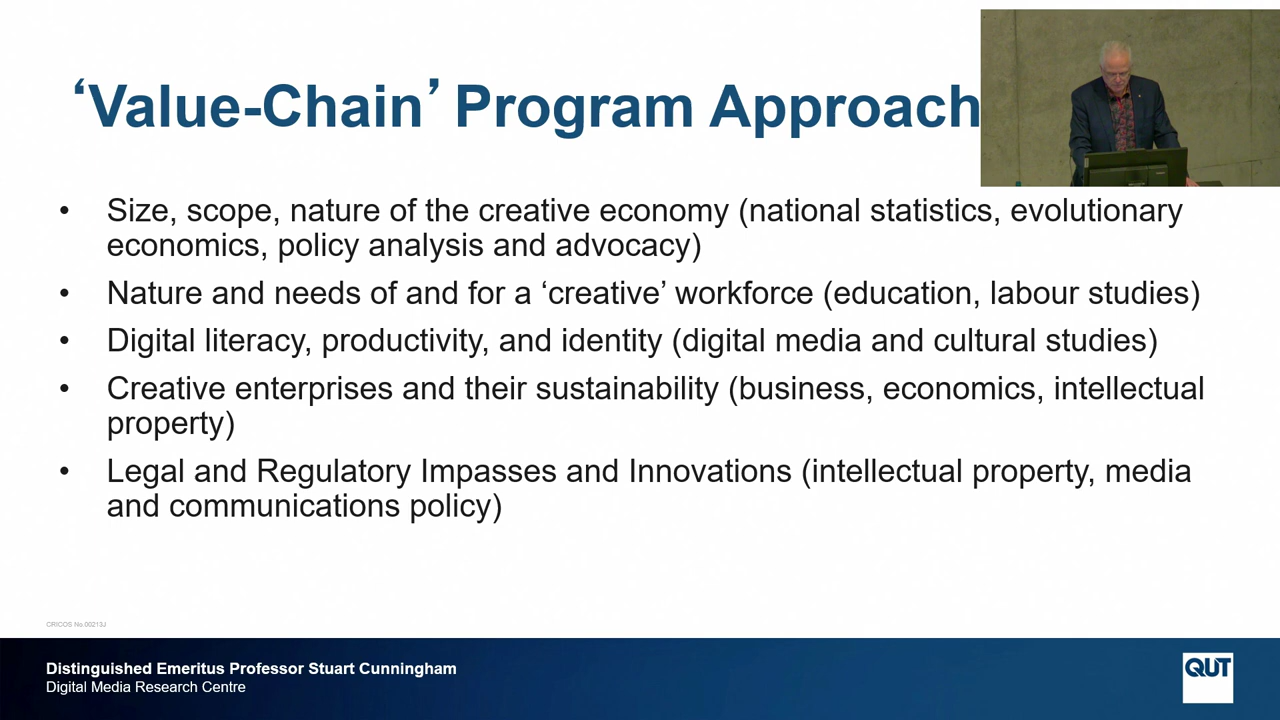 ‘Value-Chain’ Program Approach
• Size, scope, nature of the creative economy (national statistics, evolutionary
economics, policy analysis and advocacy)
• Nature and needs of and for a ‘creative’ workforce (education, labour studies)
• Digital literacy, productivity, and identity (digital media and cultural studies)
• Creative enterprises and their sustainability (business, economics, intellectual
property)
• Legal and Regulatory Impasses and Innovations (intellectual property, media
and communications policy)
CRICOS No.00213J
Distinguished Emeritus Professor Stuart Cunningham
Digital Media Research Centre
QUT